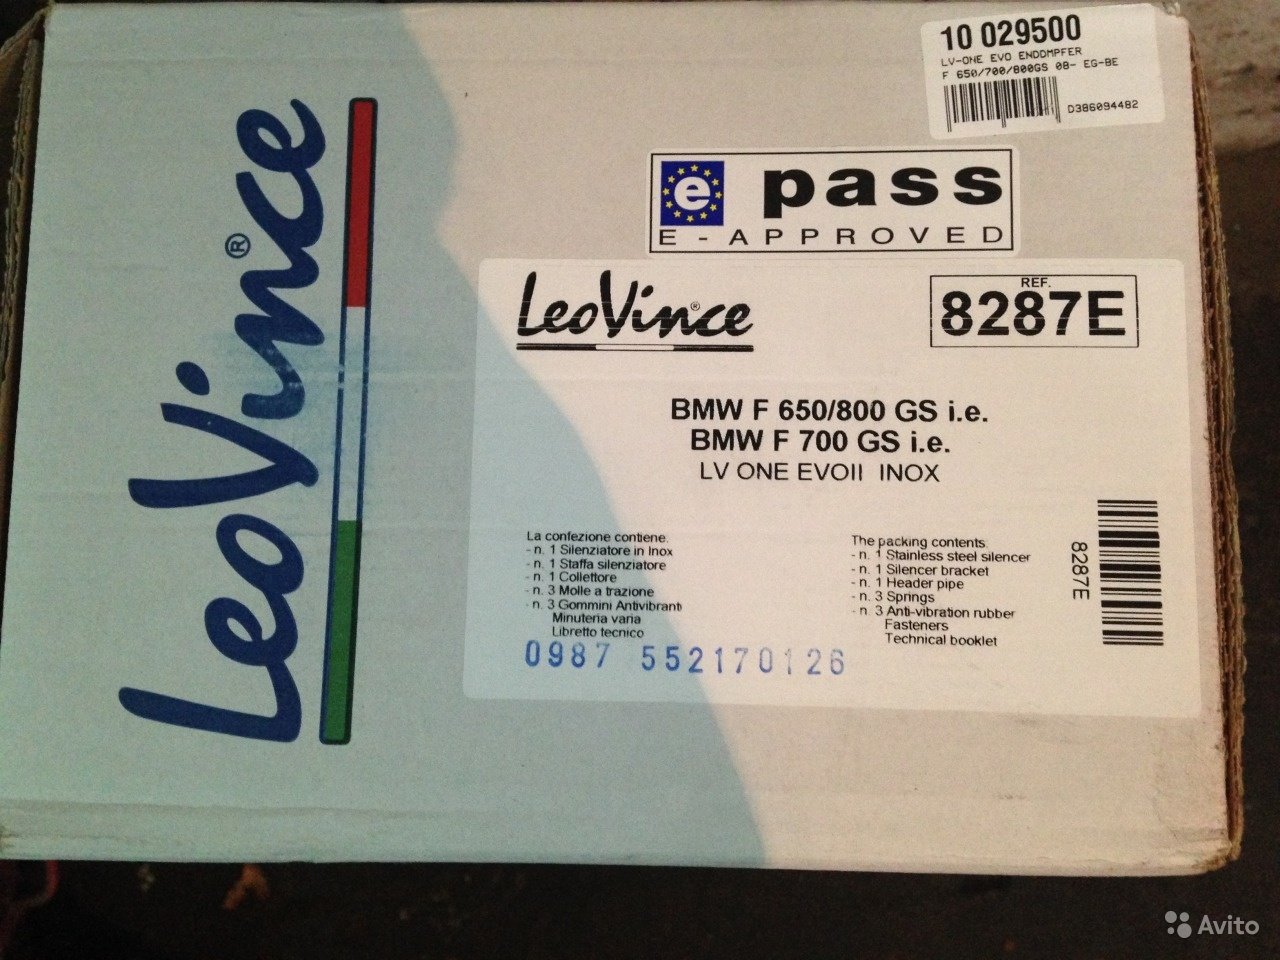 10 029500
LV-ONE EVO ENDDMPFER
F 650/700/800GS 08- EG-BE
D386094482
e pass
E-APPROVED
LeoVince®
LeoVince®
REF.
8287E
BMW F 650/800 GS i.e.
BMW F 700 GS i.e.
LV ONE EVOII INOX
La confezione contiene.
- n. 1 Silenziatore in Inox
- n. 1 Staffa silenziatore
- n. 1 Collettore
- n. 3 Molle a trazione
- n. 3 Gommini Antivibranti
Minuteria varia
Libretto tecnico
The packing contents.
- n. 1 Stainless steel silencer
- n. 1 Silencer bracket
- n. 1 Header pipe
- n. 3 Springs
- n. 3 Anti-vibration rubber
Fasteners
Technical booklet
8287E
0987 552170126
Avito